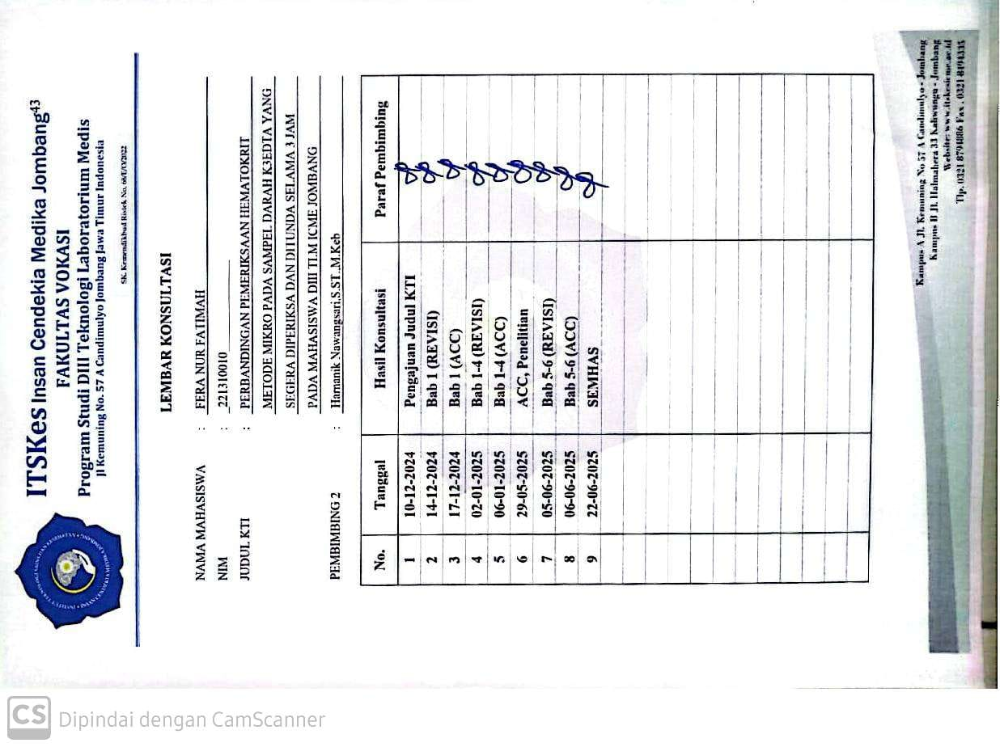 ITSKes Insan Cendekia Medika Jombang43
FAKULTAS VOKASI
Program Studi DIII Teknologi Laboratorium Medis
Jl Kemuning No. 57 A Candimulyo Jombang Jawa Timur Indonesia
SK. Kemendikbud Ristek No. 68/E/O/2022
LEMBAR KONSULTASI
NAMA MAHASISWA : FERA NUR FATIMAH
NIM : 221310010
JUDUL KTI : PERBANDINGAN PEMERIKSAAN HEMATOKRIT
METODE MIKRO PADA SAMPEL DARAH K3EDTA YANG
SEGERA DIPERIKSA DAN DITUNDA SELAMA 3 JAM
PADA MAHASISWA DIII TLM ICME JOMBANG
PEMBIMBING 2 : Hamanik Nawangsari,S.ST.,M.Keb
No. Tanggal Hasil Konsultasi Paraf Pembimbing
1 10-12-2024 Pengajuan Judul KTI
2 14-12-2024 Bab 1 (REVISI)
3 17-12-2024 Bab 1 (ACC)
4 02-01-2025 Bab 1-4 (REVISI)
5 06-01-2025 Bab 1-4 (ACC)
6 29-05-2025 ACC, Penelitian
7 05-06-2025 Bab 5-6 (REVISI)
8 06-06-2025 Bab 5-6 (ACC)
9 22-06-2025 SEMHAS
Kampus A Jl. Kemuning No 57 A Candimulyo - Jombang
Kampus B Jl. Halmahera 33 Kaliwungu - Jombang
Website: www.itskesicme.ac.id
Tlp. 0321 8794886 Fax. 0321 8494335
CS Dipindai dengan CamScanner